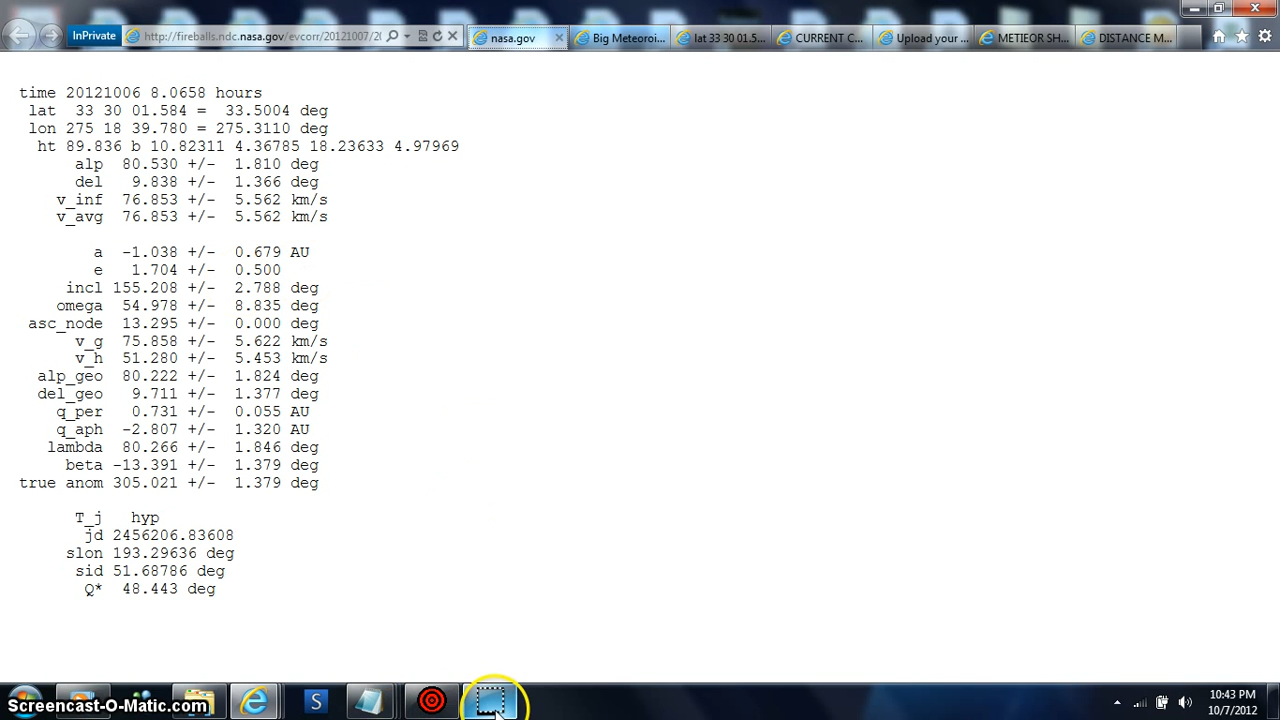 InPrivate
http://fireballs.ndc.nasa.gov/evcorr/20121007/20
nasa.gov
Big Meteoroi...
lat 33 30 01.5...
CURRENT C...
Upload your ...
METIEOR SH...
DISTANCE M...
time 20121006 8.0658 hours
lat 33 30 01.584 = 33.5004 deg
lon 275 18 39.780 = 275.3110 deg
ht 89.836 b 10.82311 4.36785 18.23633 4.97969
alp 80.530 +/- 1.810 deg
del 9.838 +/- 1.366 deg
v_inf 76.853 +/- 5.562 km/s
v_avg 76.853 +/- 5.562 km/s
a -1.038 +/- 0.679 AU
e 1.704 +/- 0.500
incl 155.208 +/- 2.788 deg
omega 54.978 +/- 8.835 deg
asc_node 13.295 +/- 0.000 deg
v_g 75.858 +/- 5.622 km/s
v_h 51.280 +/- 5.453 km/s
alp_geo 80.222 +/- 1.824 deg
del_geo 9.711 +/- 1.377 deg
q_per 0.731 +/- 0.055 AU
q_aph -2.807 +/- 1.320 AU
lambda 80.266 +/- 1.846 deg
beta -13.391 +/- 1.379 deg
true anom 305.021 +/- 1.379 deg
T_j hyp
jd 2456206.83608
slon 193.29636 deg
sid 51.68786 deg
Q* 48.443 deg
S
10:43 PM
10/7/2012
Screencast-O-Matic.com